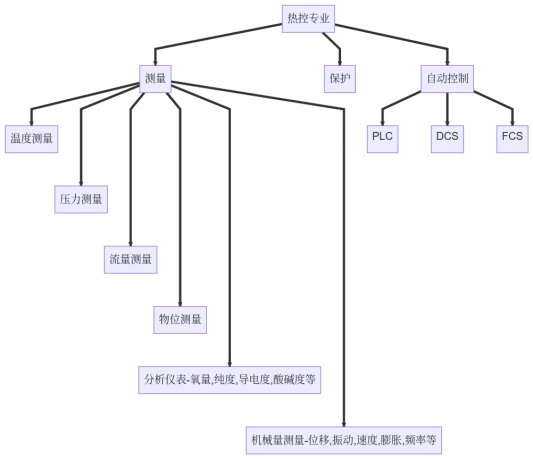 热控专业
测量
保护
自动控制
温度测量
PLC
DCS
FCS
压力测量
流量测量
物位测量
分析仪表-氧量,纯度,导电度,酸碱度等
机械量测量-位移,振动,速度,膨胀,频率等